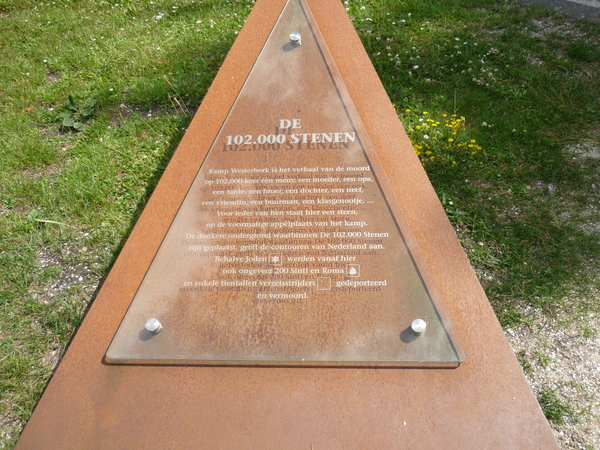 DE
102.000 STENEN
Kamp Westerbork is het verhaal van de moord
op 102.000 keer één mens: een moeder, een opa,
een tante, een broer, een dochter, een neef,
een vriendin, een buurman, een klasgenootje, ...
Voor ieder van hen staat hier een steen,
op de voormalige appèlplaats van het kamp.
De donkere ondergrond waarbinnen De 102.000 Stenen
zijn geplaatst, geeft de contouren van Nederland aan.
Behalve Joden werden vanaf hier
ook ongeveer 200 Sinti en Roma
en enkele tientallen verzetsstrijders gedeporteerd
en vermoord.